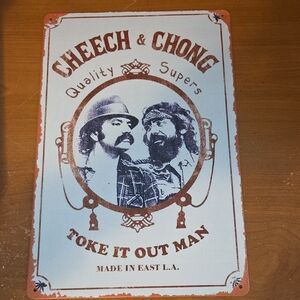 CHEECH & CHONG
Quality Supers
TOKE IT OUT MAN
MADE IN EAST L.A.